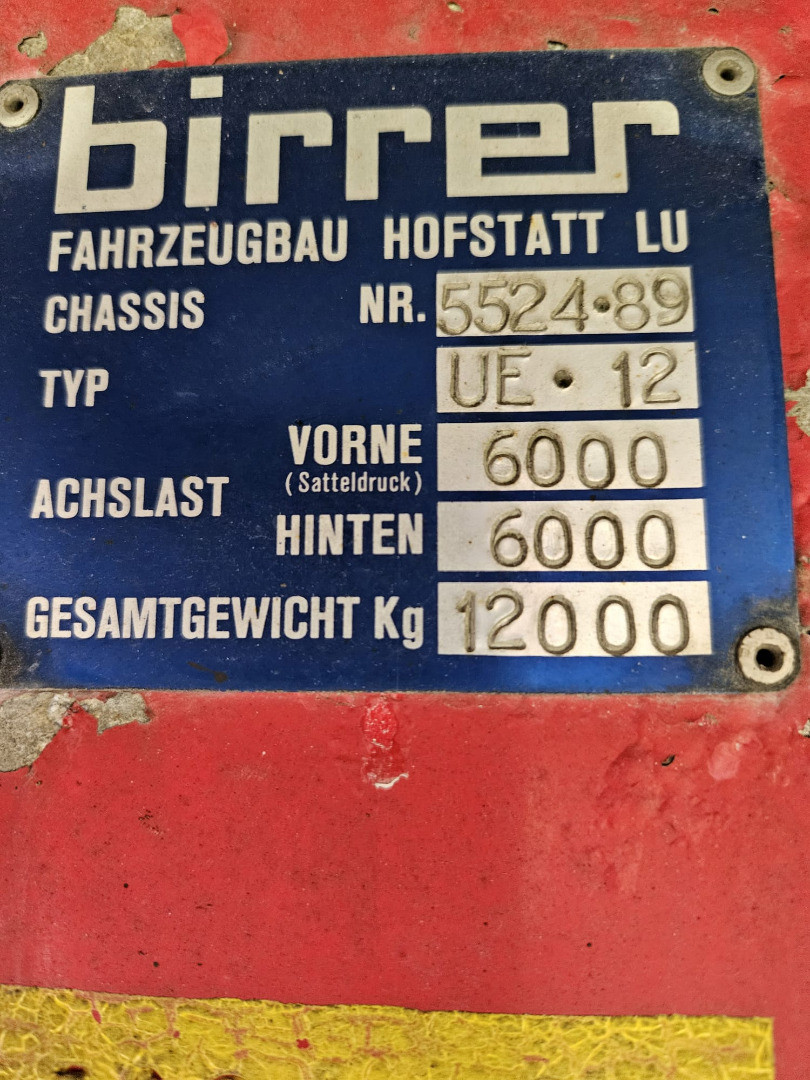 birrer
FAHRZEUGBAU HOFSTATT LU
CHASSIS NR. 5524·89
TYP UE · 12
ACHSLAST VORNE 6000
(Satteldruck)
HINTEN 6000
GESAMTGEWICHT Kg 12000